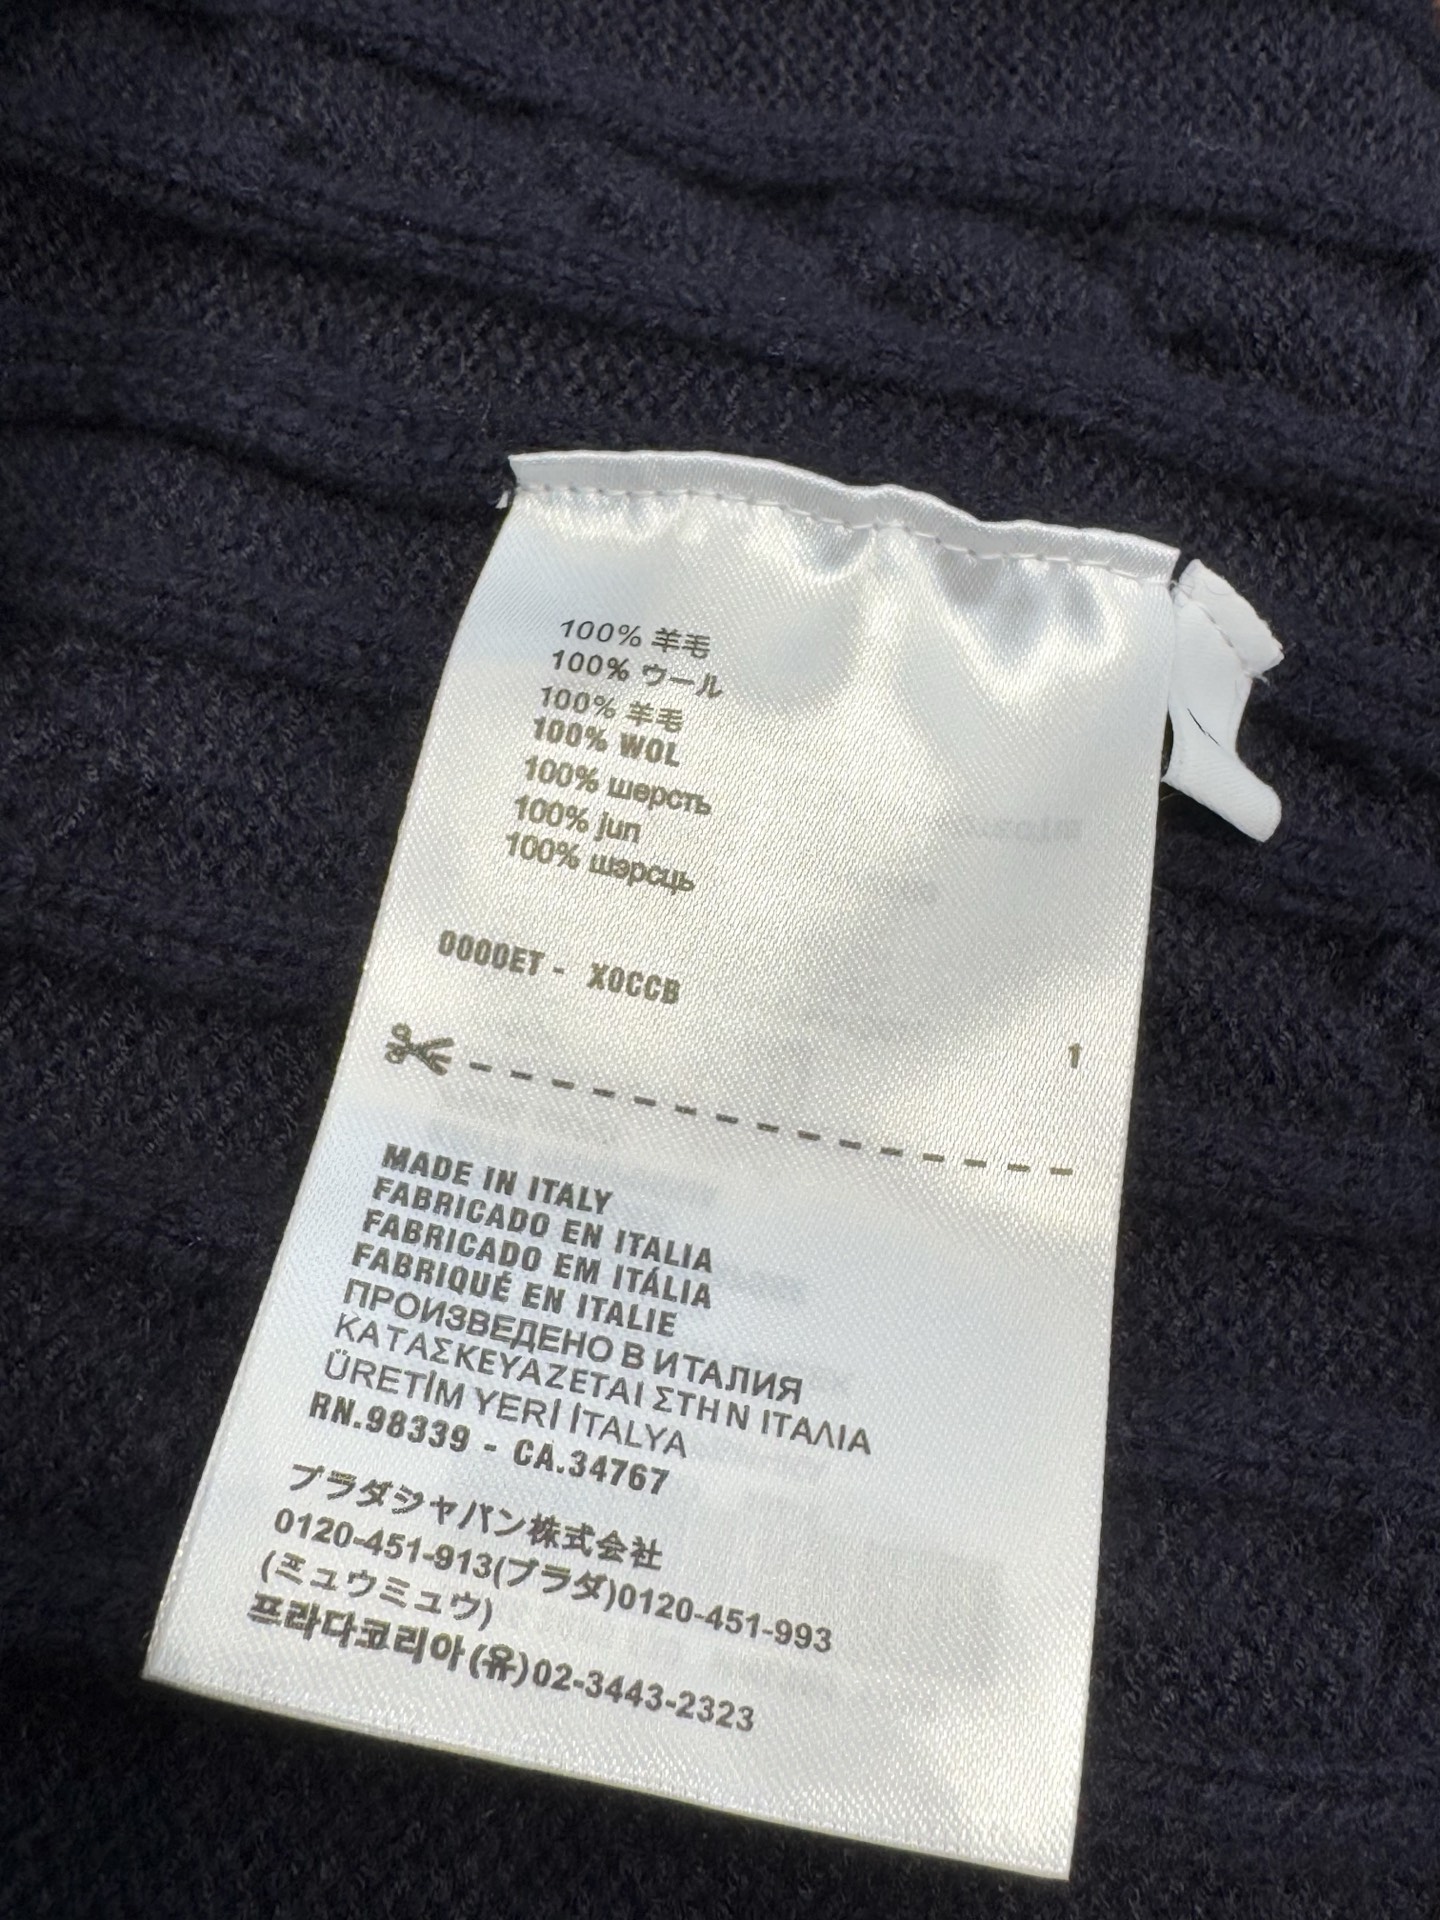 100% 羊毛
100% ウール
100% 羊毛
100% WOL
100% шерсть
100% jun
100% шэрсць
0000ET - X0CCB
1
MADE IN ITALY
FABRICADO EN ITALIA
FABRICADO EM ITÁLIA
FABRIQUÉ EN ITALIE
ПРОИЗВЕДЕНО В ИТАЛИЯ
ΚΑΤΑΣΚΕΥΑΖΕΤΑΙ ΣΤΗ Ν ΙΤΑΛΙΑ
ÜRETİM YERİ İTALYA
RN.98339 - CA.34767
プラダジャパン株式会社
0120-451-913(プラダ)0120-451-993
(ミュウミュウ)
프라다코리아(유)02-3443-2323